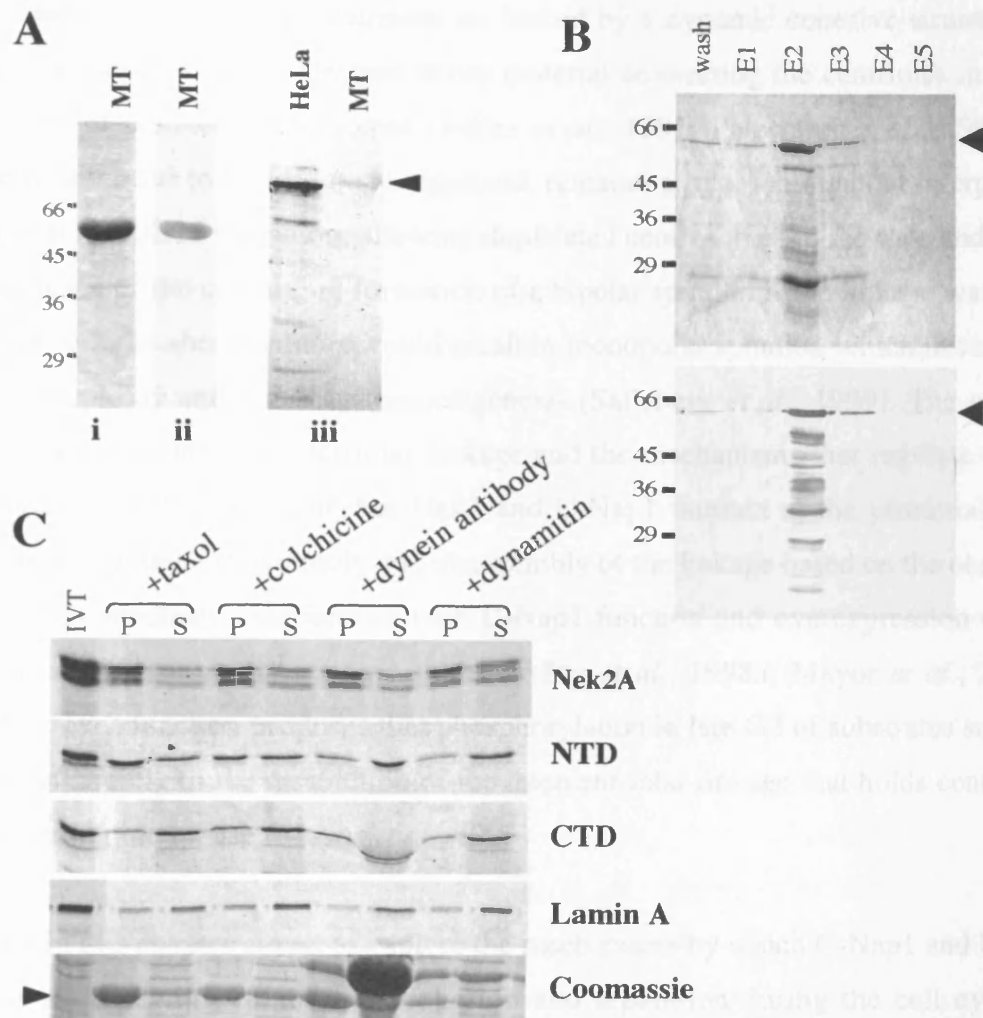 A
MT
MT
HeLa
MT
66
45
36
29
i
ii
iii
B
wash
E1
E2
E3
E4
E5
66
45
36
29
66
45
36
29
C
+taxol
+colchicine
+dynein antibody
+dynamitin
IVT
P
S
P
S
P
S
P
S
Nek2A
NTD
CTD
Lamin A
Coomassie